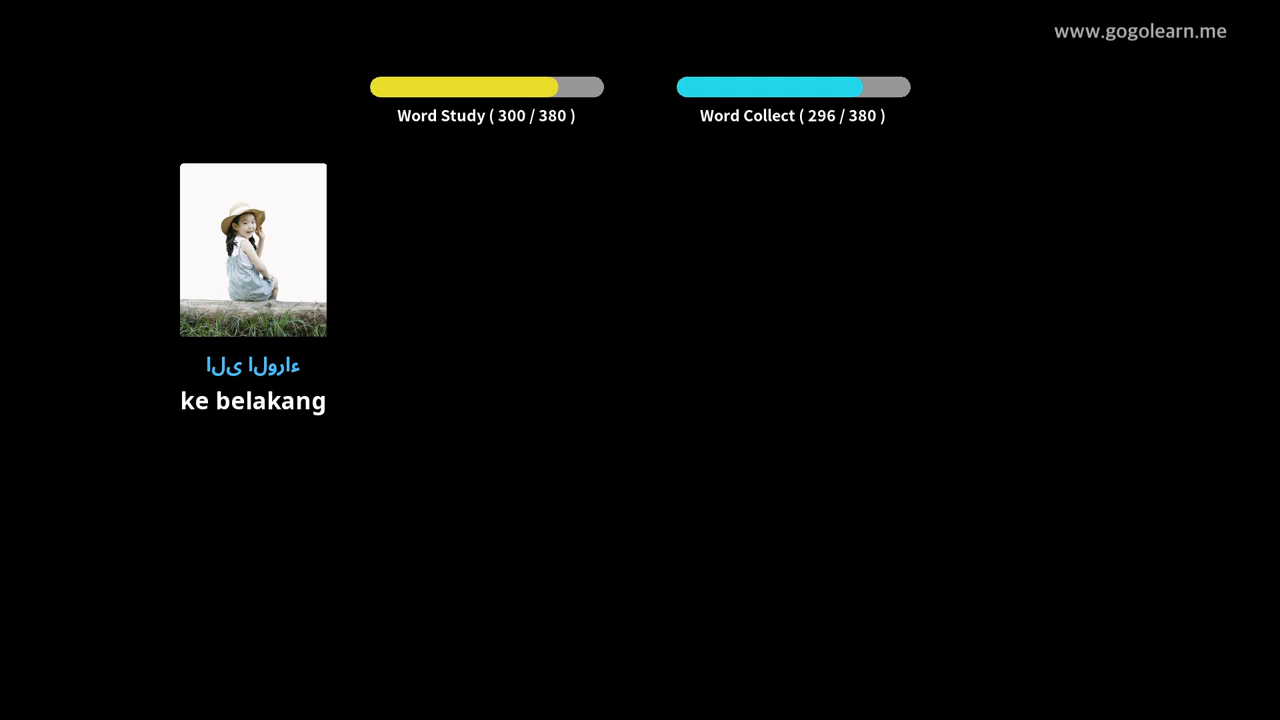 www.gogolearn.me
Word Study ( 300 / 380 )
Word Collect ( 296 / 380 )
الى الوراء
ke belakang